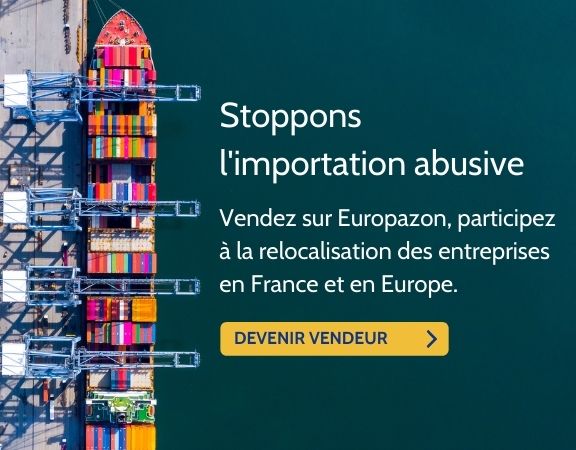 Stoppons
l'importation abusive
Vendez sur Europazon, participez
à la relocalisation des entreprises
en France et en Europe.
DEVENIR VENDEUR